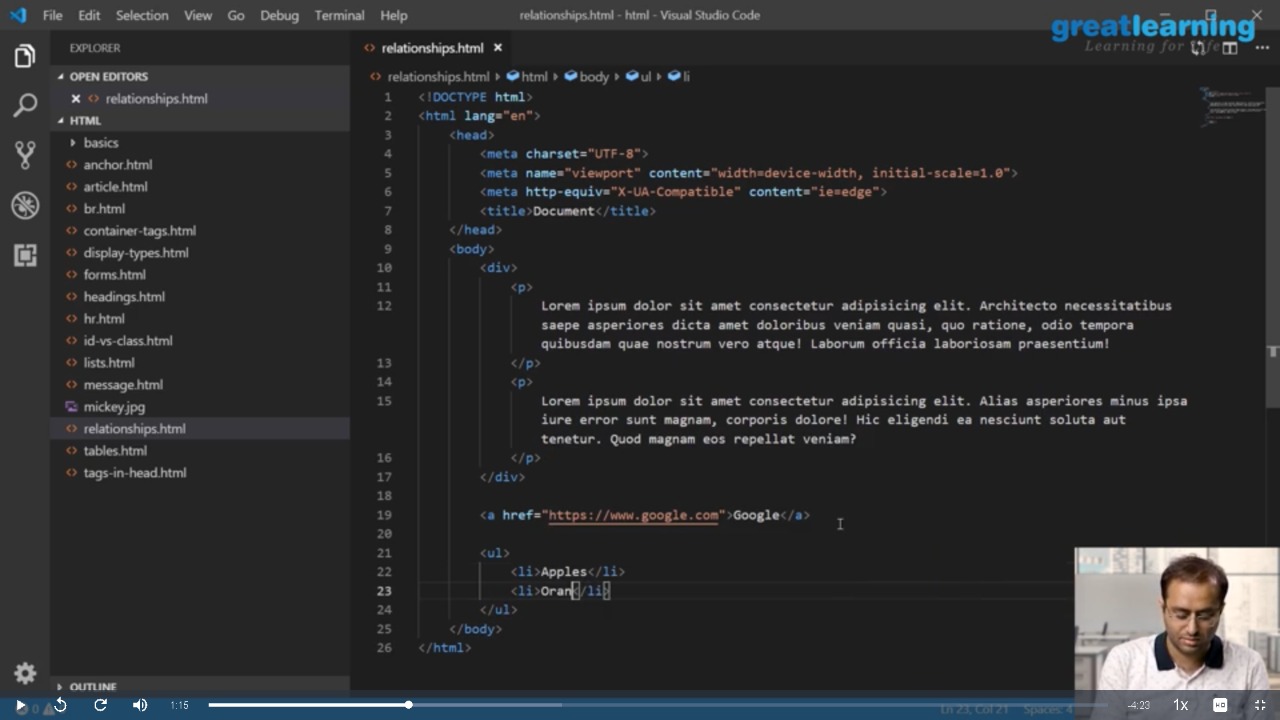 File Edit Selection View Go Debug Terminal Help relationships.html - html - Visual Studio Code
greatlearning
Learning for Life
EXPLORER
OPEN EDITORS
relationships.html
HTML
basics
anchor.html
article.html
br.html
container-tags.html
display-types.html
forms.html
headings.html
hr.html
id-vs-class.html
lists.html
message.html
mickey.jpg
relationships.html
tables.html
tags-in-head.html
OUTLINE
relationships.html
relationships.html html body ul li
1 <!DOCTYPE html>
2 <html lang="en">
3 <head>
4 <meta charset="UTF-8">
5 <meta name="viewport" content="width=device-width, initial-scale=1.0">
6 <meta http-equiv="X-UA-Compatible" content="ie=edge">
7 <title>Document</title>
8 </head>
9 <body>
10 <div>
11 <p>
12 Lorem ipsum dolor sit amet consectetur adipisicing elit. Architecto necessitatibus
saepe asperiores dicta amet doloribus veniam quasi, quo ratione, odio tempora
quibusdam quae nostrum vero atque! Laborum officia laboriosam praesentium!
13 </p>
14 <p>
15 Lorem ipsum dolor sit amet consectetur adipisicing elit. Alias asperiores minus ipsa
iure error sunt magnam, corporis dolore! Hic eligendi ea nesciunt soluta aut
tenetur. Quod magnam eos repellat veniam?
16 </p>
17 </div>
18
19 <a href="https://www.google.com">Google</a>
20
21 <ul>
22 <li>Apples</li>
23 <li>Oran</li>
24 </ul>
25 </body>
26 </html>
0 Ln 23, Col 21 Spaces: 4
1:15 -4:23 1x HD